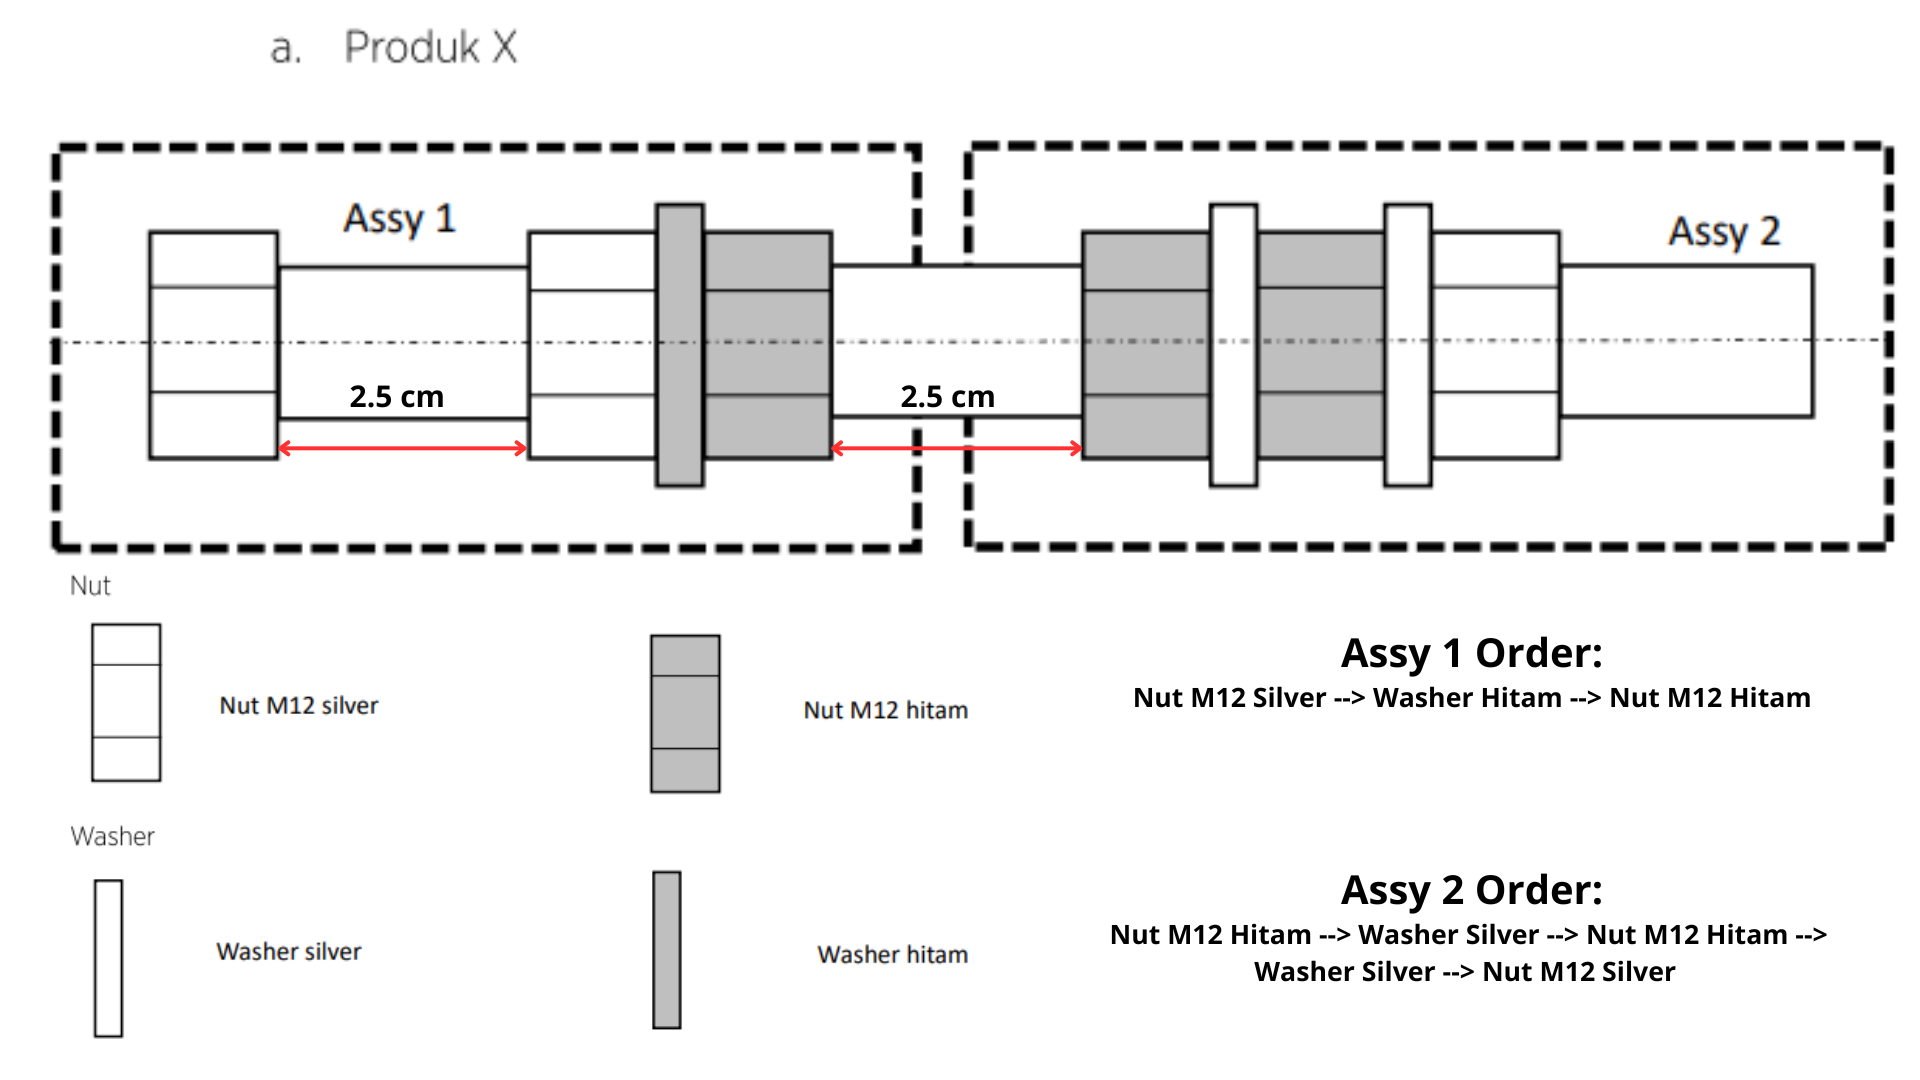 a. Produk X
Assy 1
Assy 2
2.5 cm
2.5 cm
Nut
Nut M12 silver
Nut M12 hitam
Assy 1 Order:
Nut M12 Silver --> Washer Hitam --> Nut M12 Hitam
Washer
Washer silver
Washer hitam
Assy 2 Order:
Nut M12 Hitam --> Washer Silver --> Nut M12 Hitam -->
Washer Silver --> Nut M12 Silver